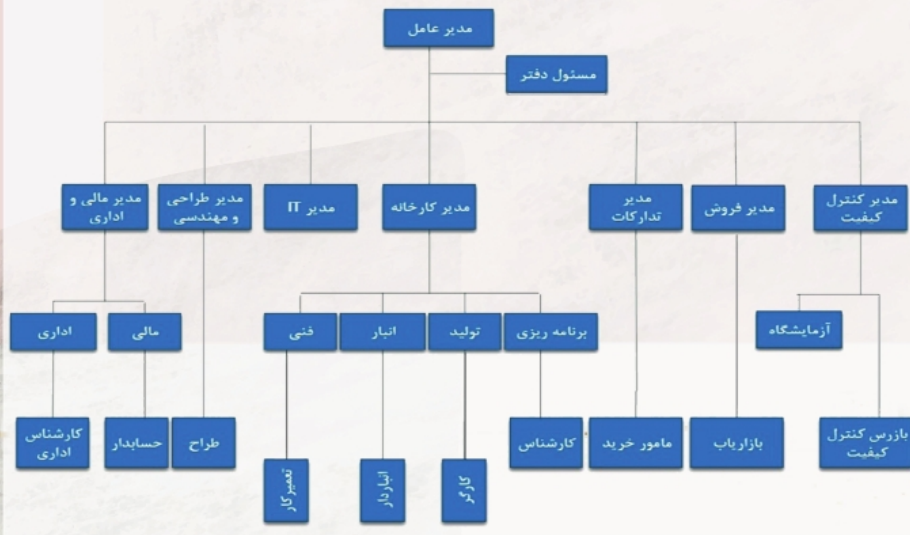 مدیر عامل
مسئول دفتر
مدیر کنترل
کیفیت
مدیر فروش
مدیر
تدارکات
مدیر کارخانه
مدیر IT
مدیر طراحی
و مهندسی
مدیر مالی و
اداری
آزمایشگاه
برنامه ریزی
تولید
انبار
فنی
مالی
اداری
بازرس کنترل
کیفیت
بازاریاب
مامور خرید
کارشناس
کارگر
انباردار
تعمیرکار
طراح
حسابدار
کارشناس
اداری